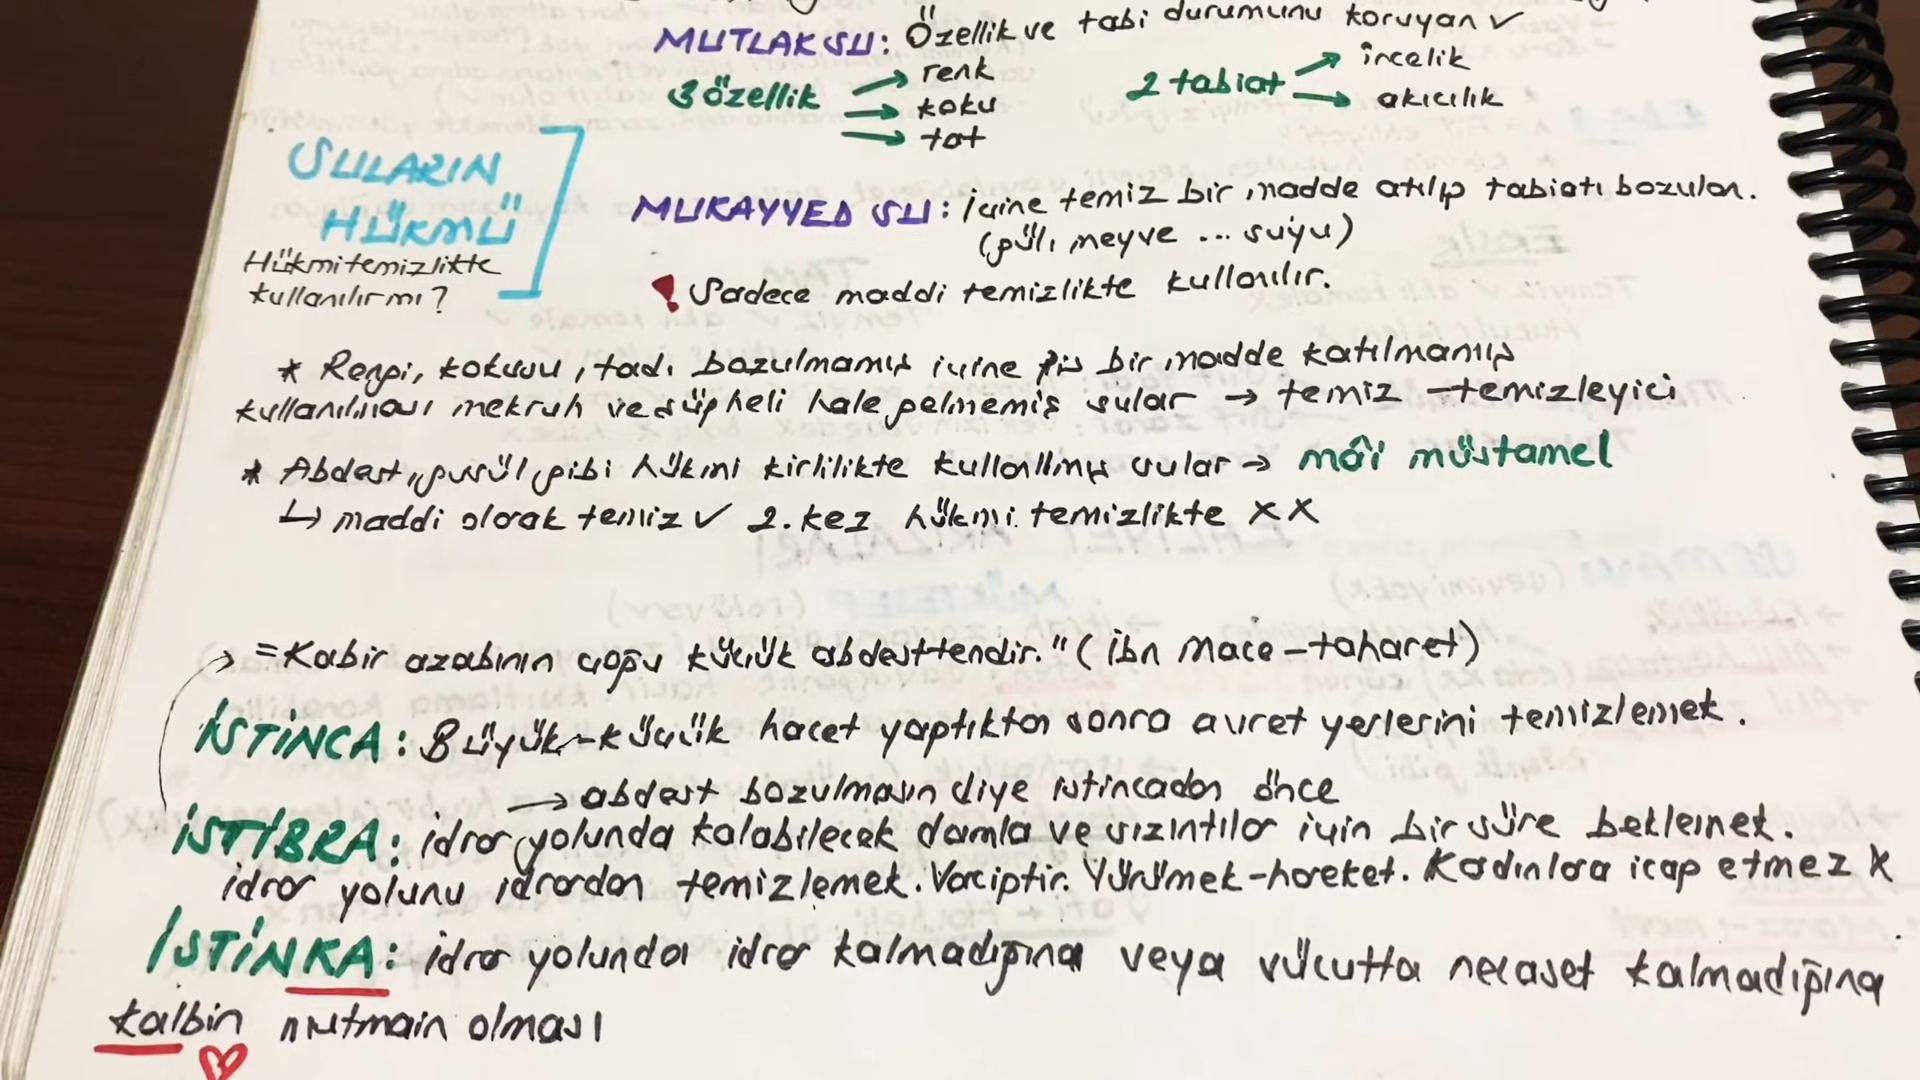 MUTLAK SU: Özellik ve tabi durumunu koruyan ✓
3 özellik → renk
→ koku
→ tat
2 tabiat → incelik
→ akıcılık
SULARIN
HÜKMÜ
Hükmi temizlikte
kullanılır mı?
MUKAYYED SU: İçine temiz bir madde atılıp tabiatı bozulan.
(gül, meyve ... suyu)
! Sadece maddi temizlikte kullanılır.
* Rengi, kokusu, tadı bozulmamış içine pis bir madde katılmamış
kullanılması mekruh ve şüpheli hale gelmemiş sular → temiz - temizleyici
* Abdest, gusül gibi hükmi kirlilikte kullanılmış sular → mâi müstamel
↳ maddi olarak temiz ✓ 2. kez hükmi temizlikte X X
→ = Kabir azabının çoğu küçük abdesttendir." (ibn Mace - taharet)
İSTİNCA: Büyük - küçük hacet yaptıktan sonra avret yerlerini temizlemek.
→ abdest bozulmasın diye istincadan önce
İSTİBRA: idrar yolunda kalabilecek damla ve sızıntılar için bir süre beklemek.
idrar yolunu idrardan temizlemek. Vaciptir. Yürümek - hareket. Kadınlara icap etmez X
İSTİNKA: idrar yolunda idrar kalmadığına veya vücutta necaset kalmadığına
kalbin mutmain olması